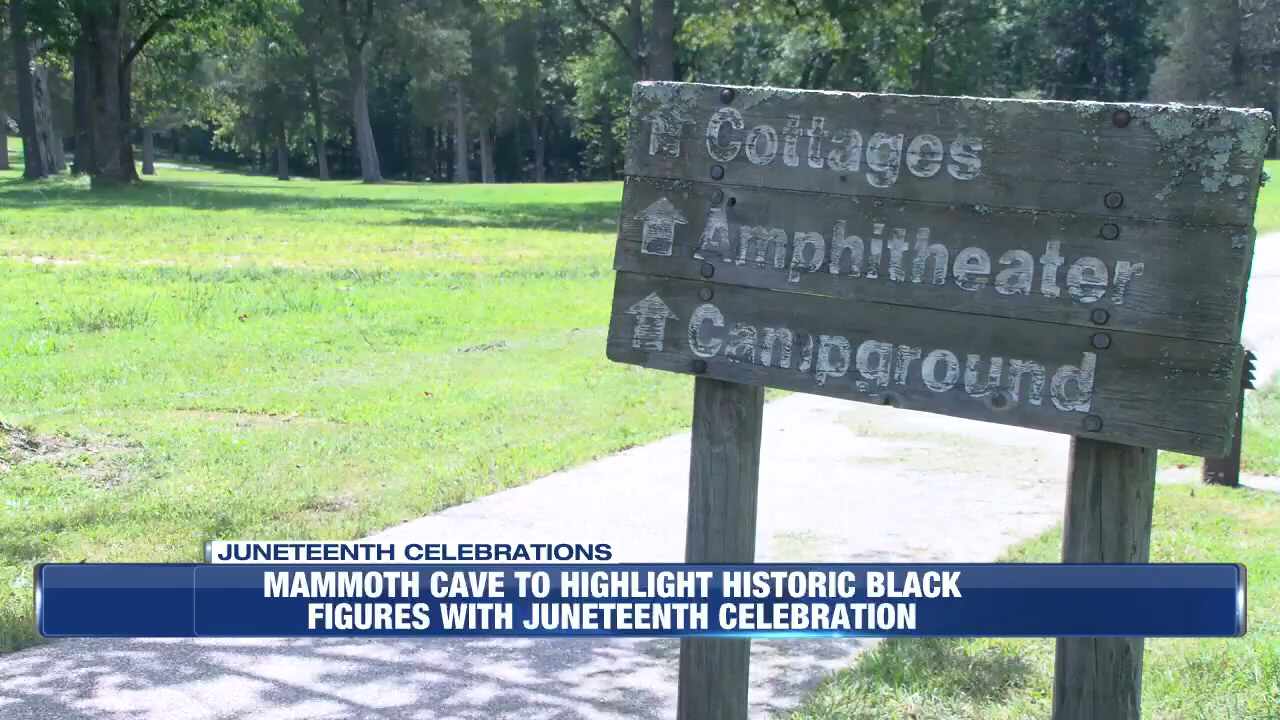 ↑ Cottages
↑ Amphitheater
↑ Campground
JUNETEENTH CELEBRATIONS
MAMMOTH CAVE TO HIGHLIGHT HISTORIC BLACK
FIGURES WITH JUNETEENTH CELEBRATION